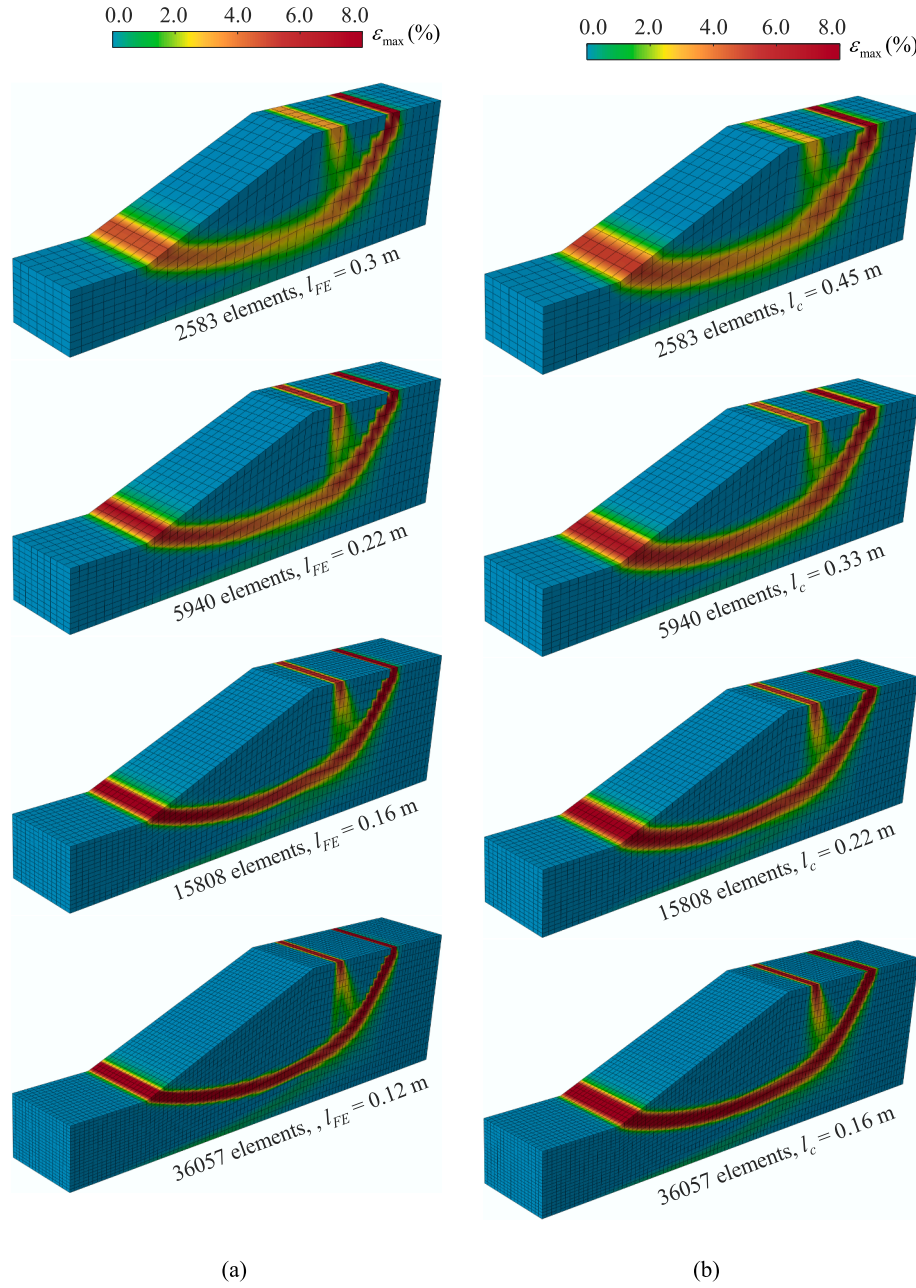 0.0 2.0 4.0 6.0 8.0
εmax (%)
2583 elements, lFE = 0.3 m
5940 elements, lFE = 0.22 m
15808 elements, lFE = 0.16 m
36057 elements, , lFE = 0.12 m
(a)
0.0 2.0 4.0 6.0 8.0
εmax (%)
2583 elements, lc = 0.45 m
5940 elements, lc = 0.33 m
15808 elements, lc = 0.22 m
36057 elements, lc = 0.16 m
(b)